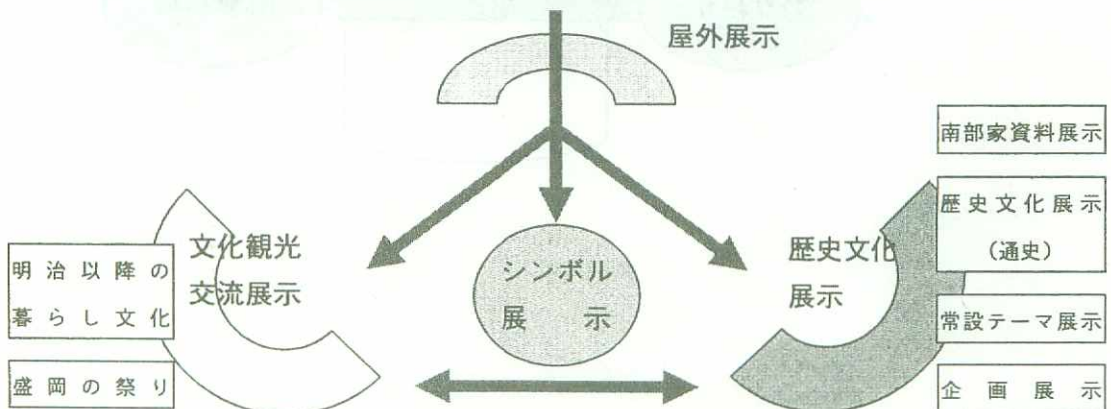 屋外展示
南部家資料展示
歴史文化展示
（通史）
常設テーマ展示
企画展示
歴史文化
展示
シンボル
展示
文化観光
交流展示
明治以降の
暮らし文化
盛岡の祭り